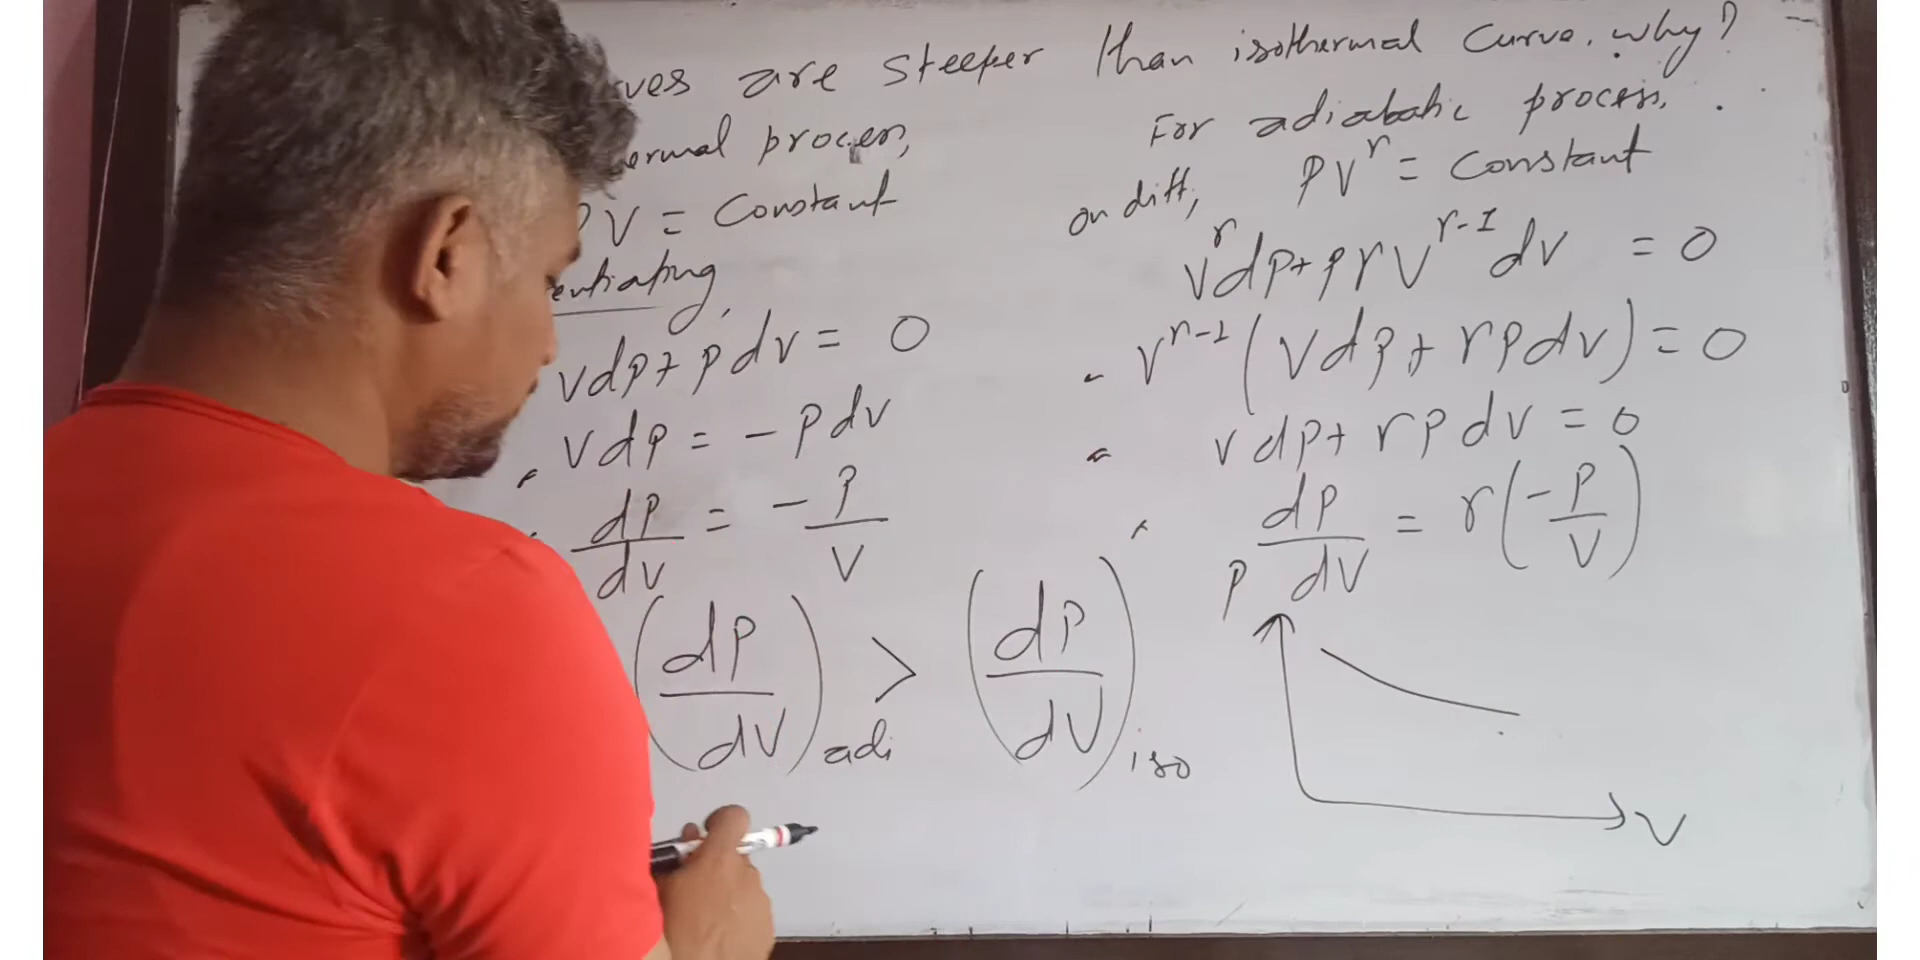 ves are steeper than isothermal curve. why?
ermal process,
PV = Constant
entiating,
vdp + pdv = 0
vdp = - pdv
dP/dv = - P/V
For adiabatic process.
on diff, PV^r = Constant
V^r dp + p r V^(r-1) dv = 0
V^(r-1) (Vdp + rpdv) = 0
vdp + rpdv = 0
dP/dV = r(-P/V)
(dP/dV)adi > (dP/dV)iso
P
V